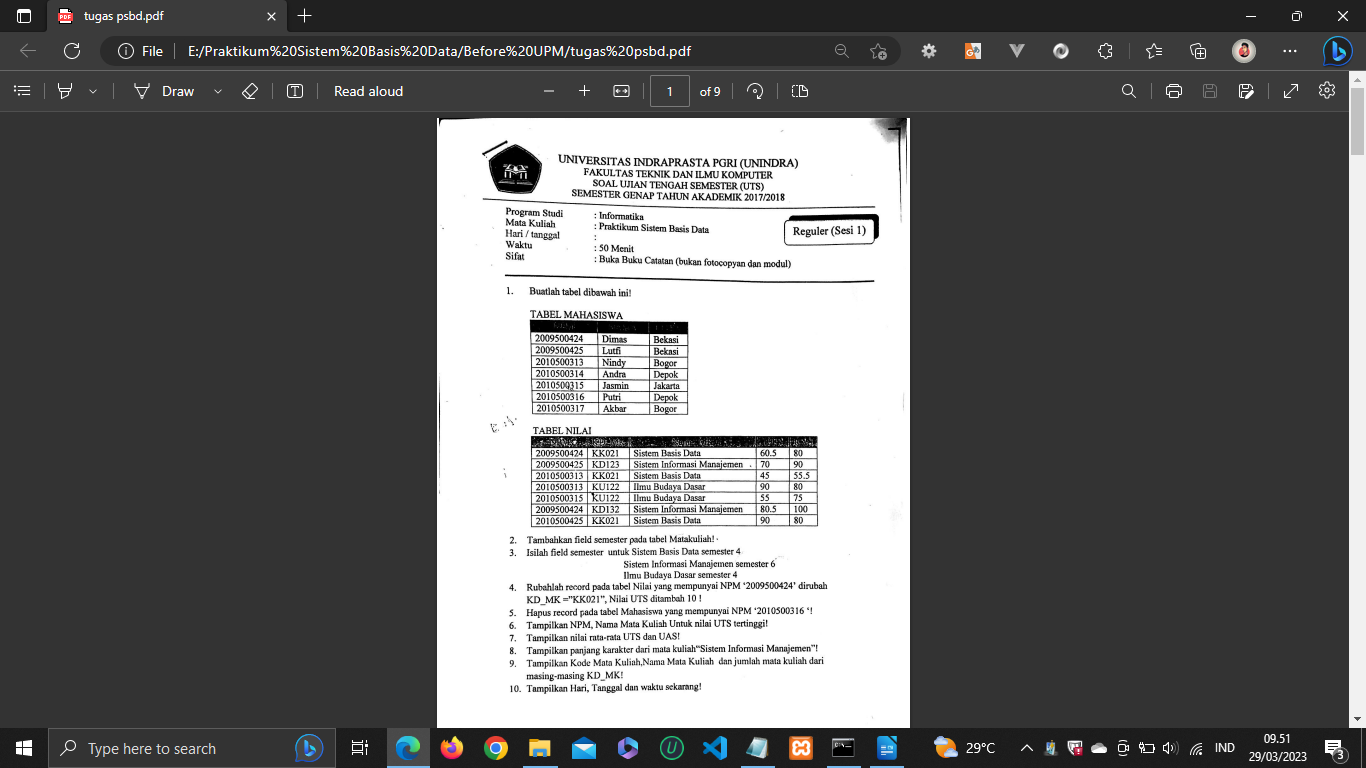 tugas psbd.pdf
File E:/Praktikum%20Sistem%20Basis%20Data/Before%20UPM/tugas%20psbd.pdf
Draw Read aloud 1 of 9
UNIVERSITAS INDRAPRASTA PGRI (UNINDRA)
FAKULTAS TEKNIK DAN ILMU KOMPUTER
SOAL UJIAN TENGAH SEMESTER (UTS)
SEMESTER GENAP TAHUN AKADEMIK 2017/2018
Program Studi : Informatika
Mata Kuliah : Praktikum Sistem Basis Data
Hari / tanggal :
Waktu : 50 Menit
Sifat : Buka Buku Catatan (bukan fotocopyan dan modul)
Reguler (Sesi 1)
1. Buatlah tabel dibawah ini!
TABEL MAHASISWA
2009500424 Dimas Bekasi
2009500425 Lutfi Bekasi
2010500313 Nindy Bogor
2010500314 Andra Depok
2010500315 Jasmin Jakarta
2010500316 Putri Depok
2010500317 Akbar Bogor
TABEL NILAI
2009500424 KK021 Sistem Basis Data 60.5 80
2009500425 KD123 Sistem Informasi Manajemen 70 90
2010500313 KK021 Sistem Basis Data 45 55.5
2010500313 KU122 Ilmu Budaya Dasar 90 80
2010500315 KU122 Ilmu Budaya Dasar 55 75
2009500424 KD132 Sistem Informasi Manajemen 80.5 100
2010500425 KK021 Sistem Basis Data 90 80
2. Tambahkan field semester pada tabel Matakuliah!
3. Isilah field semester untuk Sistem Basis Data semester 4
Sistem Informasi Manajemen semester 6
Ilmu Budaya Dasar semester 4
4. Rubahlah record pada tabel Nilai yang mempunyai NPM ‘2009500424’ dirubah
KD_MK =”KK021”, Nilai UTS ditambah 10 !
5. Hapus record pada tabel Mahasiswa yang mempunyai NPM ‘2010500316 ‘!
6. Tampilkan NPM, Nama Mata Kuliah Untuk nilai UTS tertinggi!
7. Tampilkan nilai rata-rata UTS dan UAS!
8. Tampilkan panjang karakter dari mata kuliah“Sistem Informasi Manajemen”!
9. Tampilkan Kode Mata Kuliah,Nama Mata Kuliah dan jumlah mata kuliah dari
masing-masing KD_MK!
10. Tampilkan Hari, Tanggal dan waktu sekarang!
Type here to search
29°C
IND
09.51
29/03/2023
3